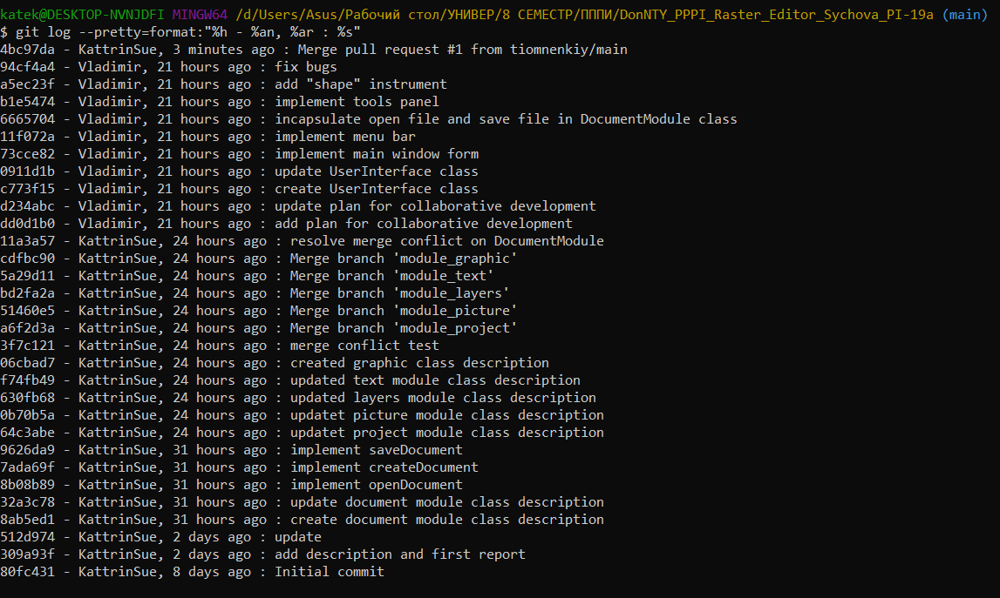 katek@DESKTOP-NVNJDFI MINGW64 /d/Users/Asus/Рабочий стол/УНИВЕР/8 СЕМЕСТР/ПППИ/DonNTY_PPPI_Raster_Editor_Sychova_PI-19a (main)
$ git log --pretty=format:"%h - %an, %ar : %s"
4bc97da - KattrinSue, 3 minutes ago : Merge pull request #1 from tiomnenkiy/main
94cf4a4 - Vladimir, 21 hours ago : fix bugs
a5ec23f - Vladimir, 21 hours ago : add "shape" instrument
b1e5474 - Vladimir, 21 hours ago : implement tools panel
6665704 - Vladimir, 21 hours ago : incapsulate open file and save file in DocumentModule class
11f072a - Vladimir, 21 hours ago : implement menu bar
73cce82 - Vladimir, 21 hours ago : implement main window form
0911d1b - Vladimir, 21 hours ago : update UserInterface class
c773f15 - Vladimir, 21 hours ago : create UserInterface class
d234abc - Vladimir, 21 hours ago : update plan for collaborative development
dd0d1b0 - Vladimir, 21 hours ago : add plan for collaborative development
11a3a57 - KattrinSue, 24 hours ago : resolve merge conflict on DocumentModule
cdfbc90 - KattrinSue, 24 hours ago : Merge branch 'module_graphic'
5a29d11 - KattrinSue, 24 hours ago : Merge branch 'module_text'
bd2fa2a - KattrinSue, 24 hours ago : Merge branch 'module_layers'
51460e5 - KattrinSue, 24 hours ago : Merge branch 'module_picture'
a6f2d3a - KattrinSue, 24 hours ago : Merge branch 'module_project'
3f7c121 - KattrinSue, 24 hours ago : merge conflict test
06cbad7 - KattrinSue, 24 hours ago : created graphic class description
f74fb49 - KattrinSue, 24 hours ago : updated text module class description
630fb68 - KattrinSue, 24 hours ago : updated layers module class description
0b70b5a - KattrinSue, 24 hours ago : updatet picture module class description
64c3abe - KattrinSue, 24 hours ago : updatet project module class description
9626da9 - KattrinSue, 31 hours ago : implement saveDocument
7ada69f - KattrinSue, 31 hours ago : implement createDocument
8b08b89 - KattrinSue, 31 hours ago : implement openDocument
32a3c78 - KattrinSue, 31 hours ago : update document module class description
8ab5ed1 - KattrinSue, 31 hours ago : create document module class description
512d974 - KattrinSue, 2 days ago : update
309a93f - KattrinSue, 2 days ago : add description and first report
80fc431 - KattrinSue, 8 days ago : Initial commit